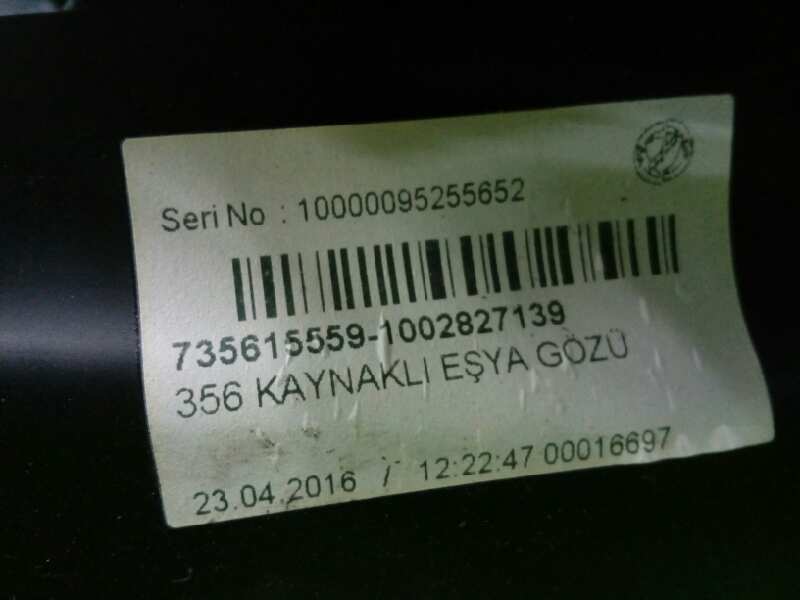 Seri No : 10000095255652
735615559-1002827139
356 KAYNAKLI EŞYA GÖZÜ
23.04.2016 / 12:22:47 00016697